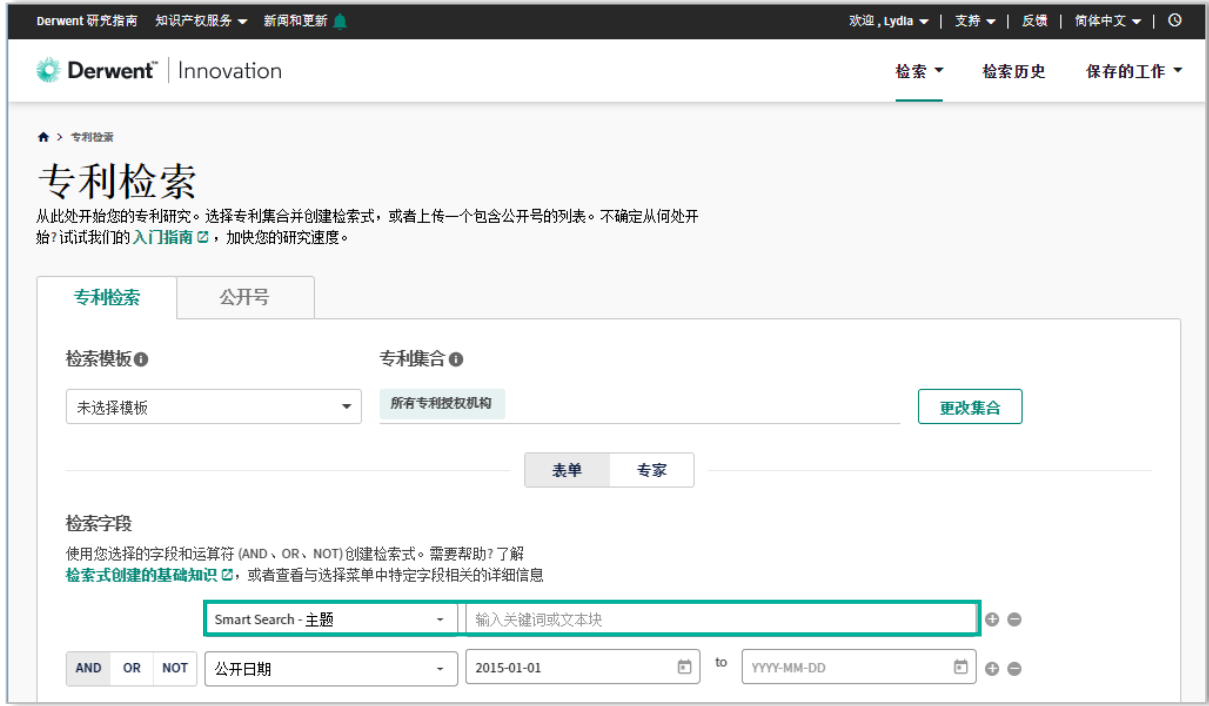 Derwent 研究指南 知识产权服务 新闻和更新 欢迎 , Lydia | 支持 | 反馈 | 简体中文 |
Derwent™ | Innovation 检索 检索历史 保存的工作
> 专利检索
专利检索
从此处开始您的专利研究。选择专利集合并创建检索式，或者上传一个包含公开号的列表。不确定从何处开
始? 试试我们的 入门指南 ，加快您的研究速度。
专利检索 公开号
检索模板 专利集合
未选择模板 所有专利授权机构 更改集合
表单 专家
检索字段
使用您选择的字段和运算符 (AND、OR、NOT) 创建检索式。需要帮助? 了解
检索式创建的基础知识 ，或者查看与选择菜单中特定字段相关的详细信息
Smart Search - 主题 输入关键词或文本块
AND OR NOT 公开日期 2015-01-01 to YYYY-MM-DD